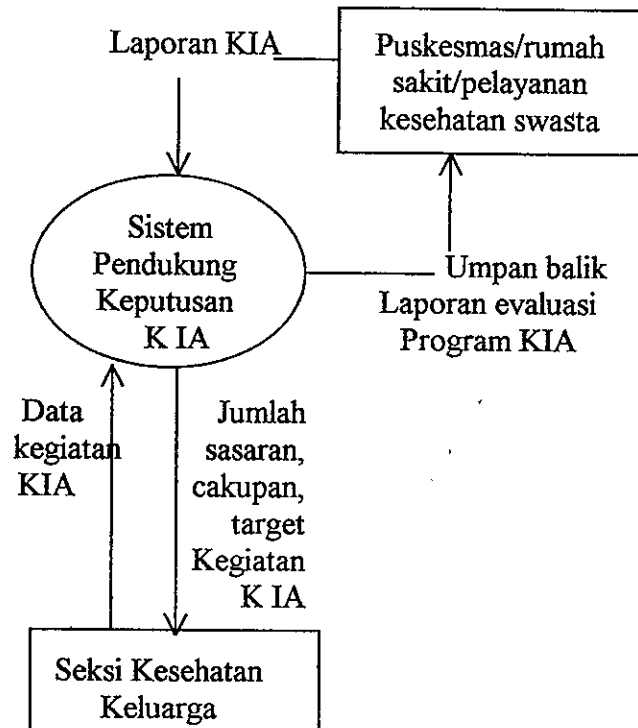 Laporan KIA
Puskesmas/rumah
sakit/pelayanan
kesehatan swasta
Sistem
Pendukung
Keputusan
K IA
Umpan balik
Laporan evaluasi
Program KIA
Data
kegiatan
KIA
Jumlah
sasaran,
cakupan,
target
Kegiatan
K IA
Seksi Kesehatan
Keluarga